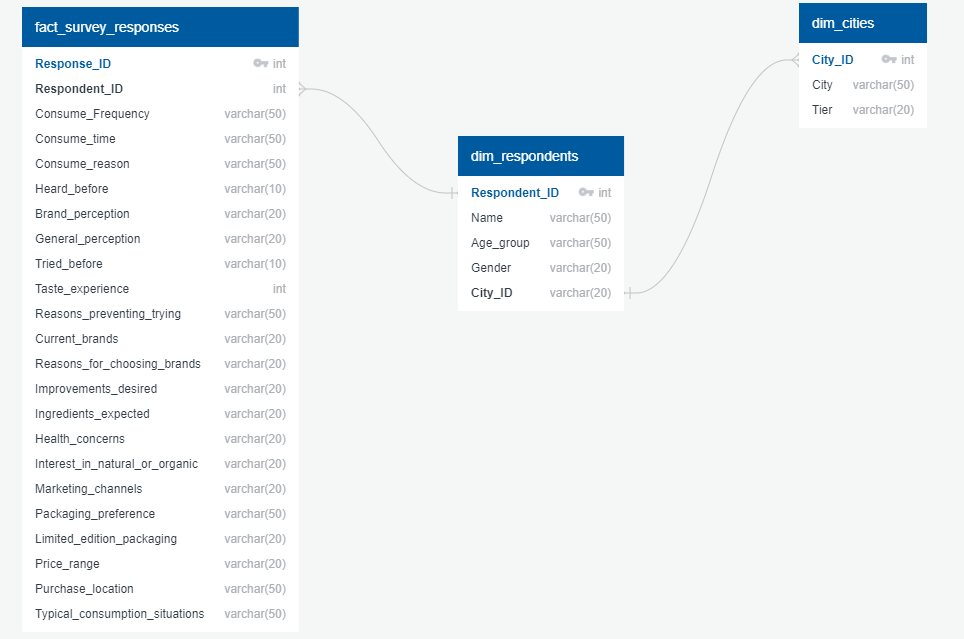 fact_survey_responses
Response_ID int
Respondent_ID int
Consume_Frequency varchar(50)
Consume_time varchar(50)
Consume_reason varchar(50)
Heard_before varchar(10)
Brand_perception varchar(20)
General_perception varchar(20)
Tried_before varchar(10)
Taste_experience int
Reasons_preventing_trying varchar(50)
Current_brands varchar(20)
Reasons_for_choosing_brands varchar(20)
Improvements_desired varchar(20)
Ingredients_expected varchar(20)
Health_concerns varchar(20)
Interest_in_natural_or_organic varchar(20)
Marketing_channels varchar(20)
Packaging_preference varchar(50)
Limited_edition_packaging varchar(20)
Price_range varchar(20)
Purchase_location varchar(50)
Typical_consumption_situations varchar(50)
dim_respondents
Respondent_ID int
Name varchar(50)
Age_group varchar(50)
Gender varchar(20)
City_ID varchar(20)
dim_cities
City_ID int
City varchar(50)
Tier varchar(20)